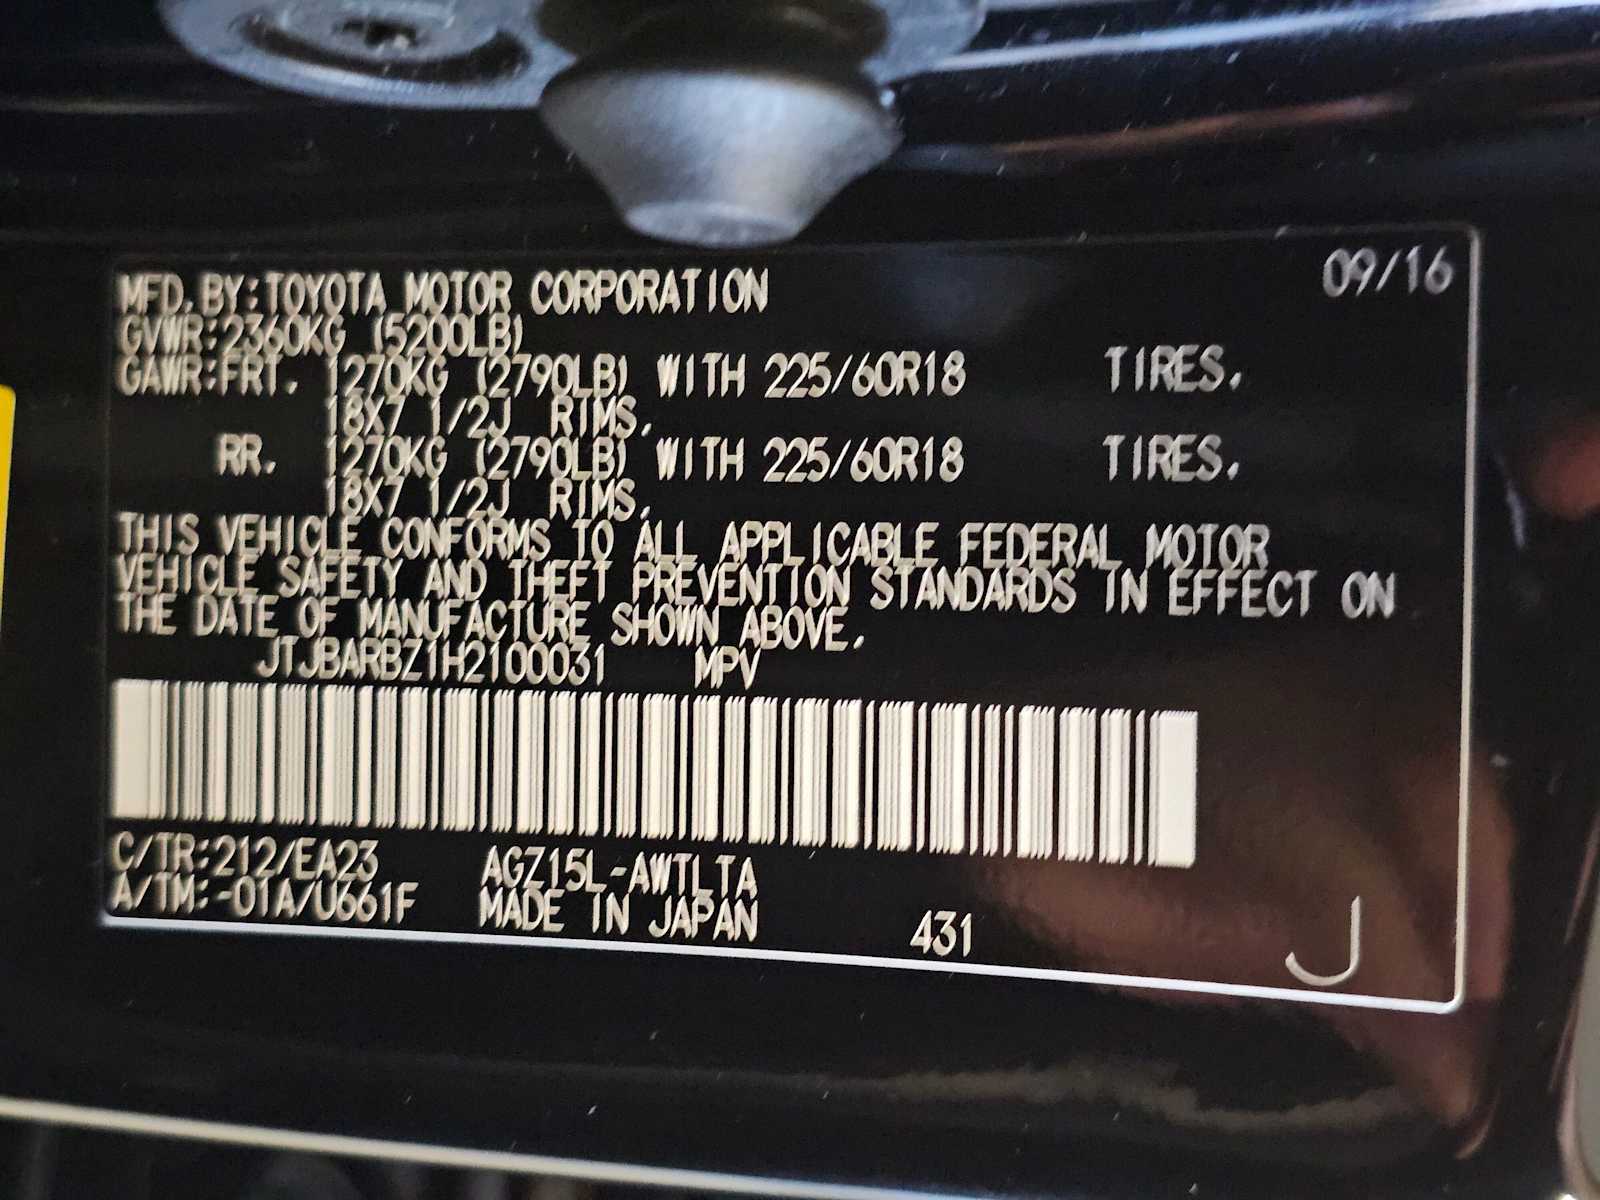 09/16
MFD.BY:TOYOTA MOTOR CORPORATION
GVWR:2360KG (5200LB)
GAWR:FRT. 1270KG (2790LB) WITH 225/60R18 TIRES.
18X7 1/2J RIMS.
RR. 1270KG (2790LB) WITH 225/60R18 TIRES.
18X7 1/2J RIMS.
THIS VEHICLE CONFORMS TO ALL APPLICABLE FEDERAL MOTOR
VEHICLE SAFETY AND THEFT PREVENTION STANDARDS IN EFFECT ON
THE DATE OF MANUFACTURE SHOWN ABOVE.
JTJBARBZ1H2100031 MPV
C/TR:212/EA23 AGZ15L-AWTLTA
A/TM:-01A/U661F MADE IN JAPAN 431
J